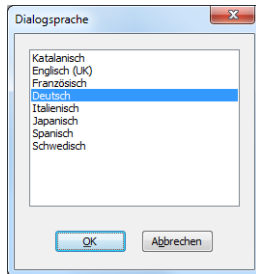 Dialogsprache
Katalanisch
Englisch (UK)
Französisch
Deutsch
Italienisch
Japanisch
Spanisch
Schwedisch
OK Abbrechen